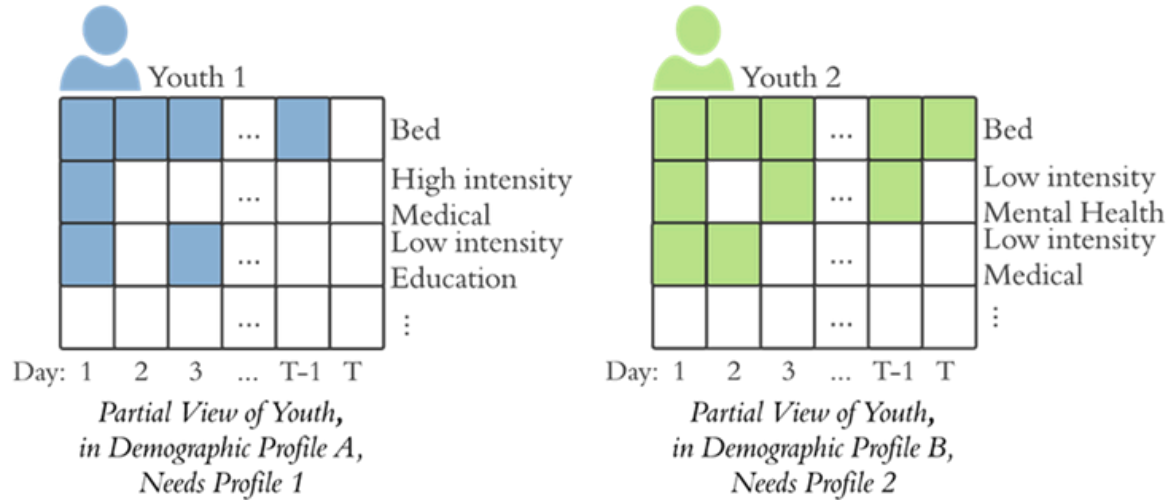 Youth 1
Bed
...
High intensity
Medical
...
Low intensity
Education
...
...
⋮
Day: 1 2 3 ... T-1 T
Partial View of Youth,
in Demographic Profile A,
Needs Profile 1
Youth 2
Bed
...
Low intensity
Mental Health
...
Low intensity
Medical
...
...
⋮
Day: 1 2 3 ... T-1 T
Partial View of Youth,
in Demographic Profile B,
Needs Profile 2